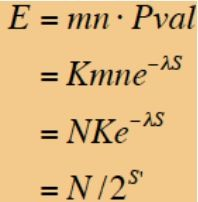 E = mn · Pval
= Kmne^{-λS}
= NKe^{-λS}
= N / 2^{S'}